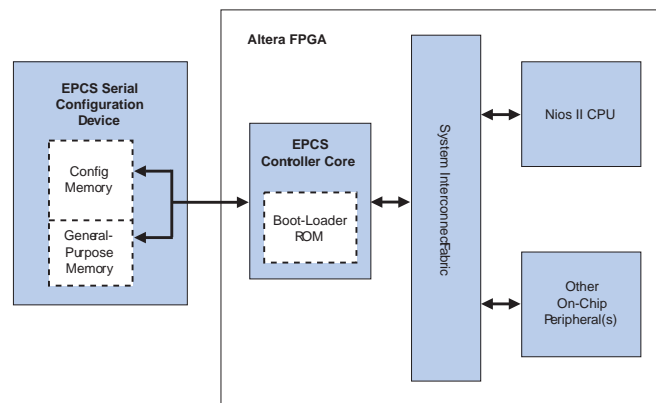 Altera FPGA
EPCS Serial
Configuration
Device
Config
Memory
General-
Purpose
Memory
EPCS
Controller Core
Boot-Loader
ROM
System InterconnecFabric
Nios II CPU
Other
On-Chip
Peripheral(s)